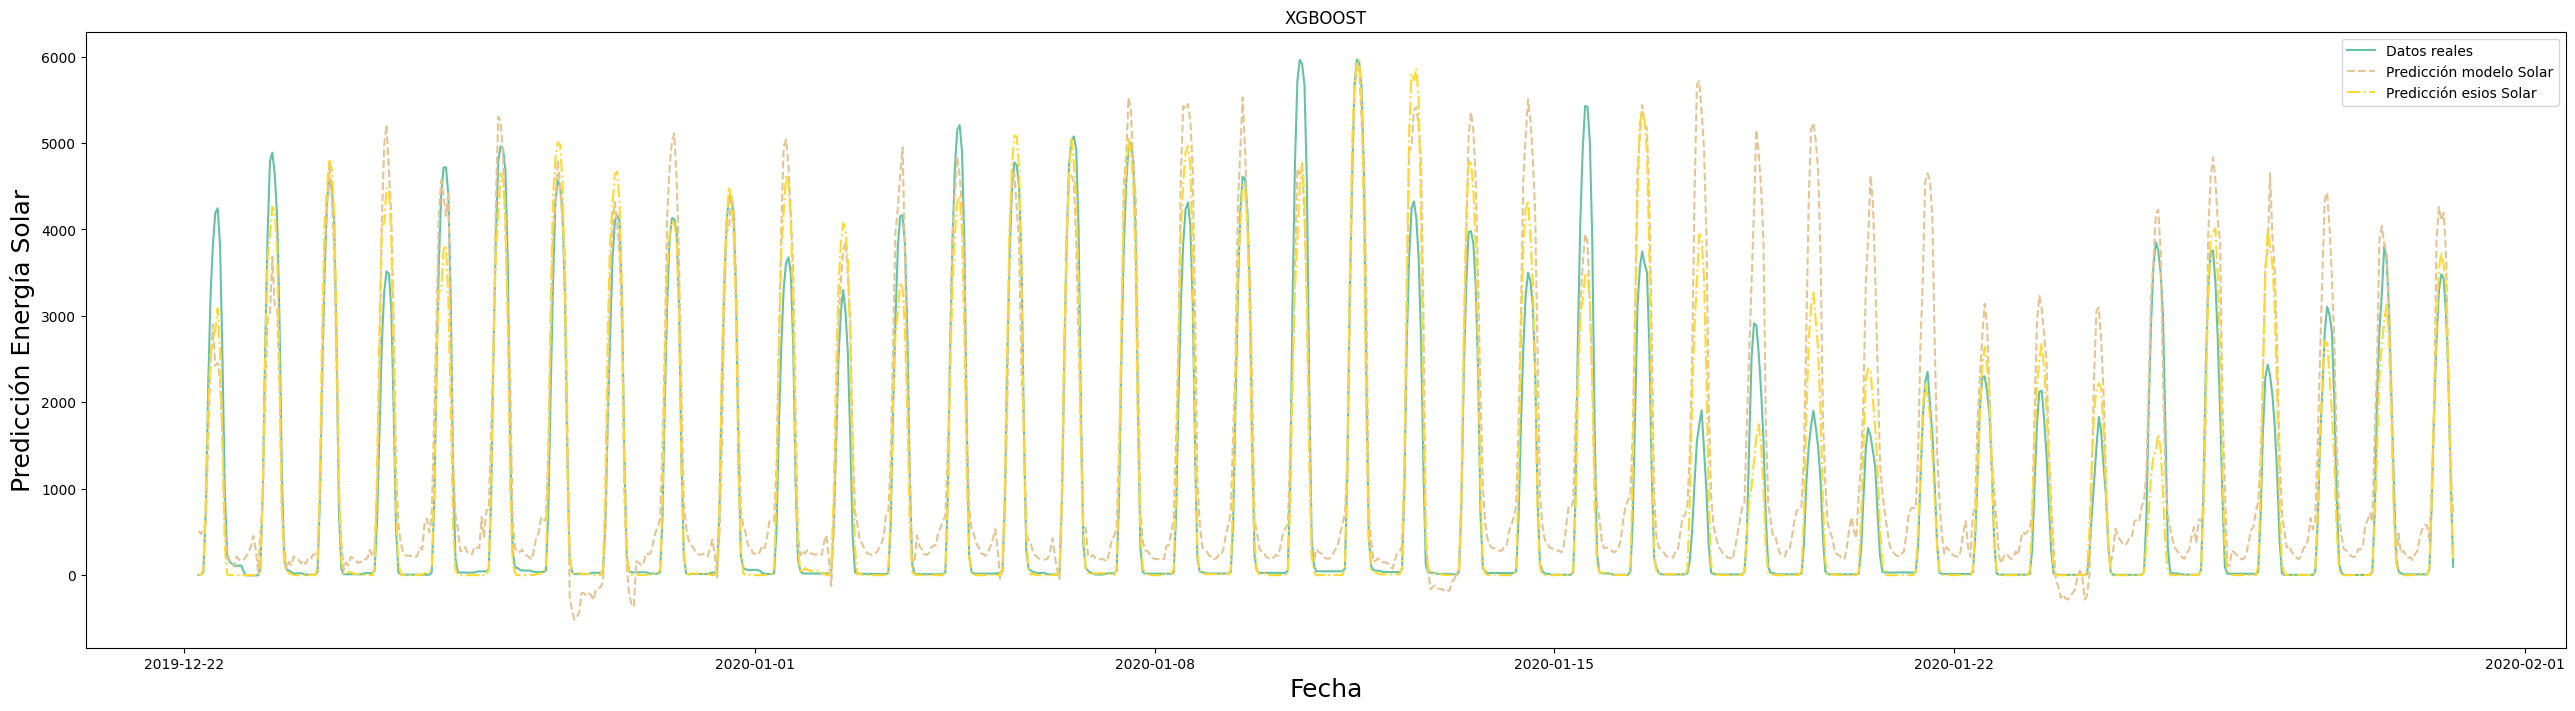 XGBOOST
Datos reales
Predicción modelo Solar
Predicción esios Solar
Predicción Energía Solar
6000
5000
4000
3000
2000
1000
0
2019-12-22
2020-01-01
2020-01-08
2020-01-15
2020-01-22
2020-02-01
Fecha